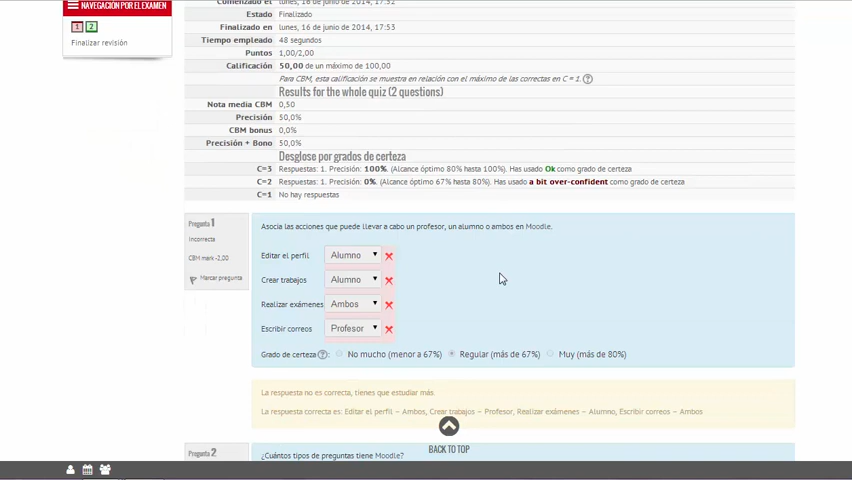 NAVEGACIÓN POR EL EXAMEN
1 2
Finalizar revisión
Comenzado el lunes, 16 de junio de 2014, 17:52
Estado Finalizado
Finalizado en lunes, 16 de junio de 2014, 17:53
Tiempo empleado 48 segundos
Puntos 1,00/2,00
Calificación 50,00 de un máximo de 100,00
Para CBM, esta calificación se muestra en relación con el máximo de las correctas en C = 1.
Results for the whole quiz (2 questions)
Nota media CBM 0,50
Precisión 50,0%
CBM bonus 0,0%
Precisión + Bono 50,0%
Desglose por grados de certeza
C=3 Respuestas: 1. Precisión: 100%. (Alcance óptimo 80% hasta 100%). Has usado Ok como grado de certeza
C=2 Respuestas: 1. Precisión: 0%. (Alcance óptimo 67% hasta 80%). Has usado a bit over-confident como grado de certeza
C=1 No hay respuestas
Pregunta 1
Incorrecta
CBM mark -2,00
Marcar pregunta
Asocia las acciones que puede llevar a cabo un profesor, un alumno o ambos en Moodle.
Editar el perfil Alumno
Crear trabajos Alumno
Realizar exámenes Ambos
Escribir correos Profesor
Grado de certeza : No mucho (menor a 67%) Regular (más de 67%) Muy (más de 80%)
La respuesta no es correcta, tienes que estudiar más
La respuesta correcta es: Editar el perfil – Ambos, Crear trabajos – Profesor, Realizar exámenes – Alumno, Escribir correos – Ambos
BACK TO TOP
Pregunta 2
¿Cuántos tipos de preguntas tiene Moodle?